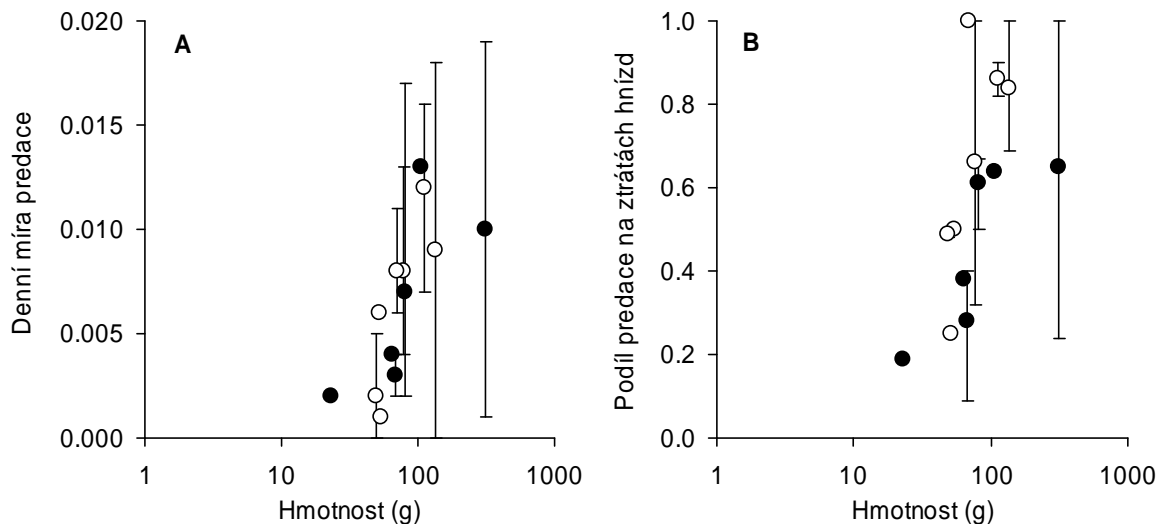 A
0.020
0.015
0.010
0.005
0.000
Denní míra predace
1 10 100 1000
Hmotnost (g)
B
1.0
0.8
0.6
0.4
0.2
0.0
Podíl predace na ztrátách hnízd
1 10 100 1000
Hmotnost (g)